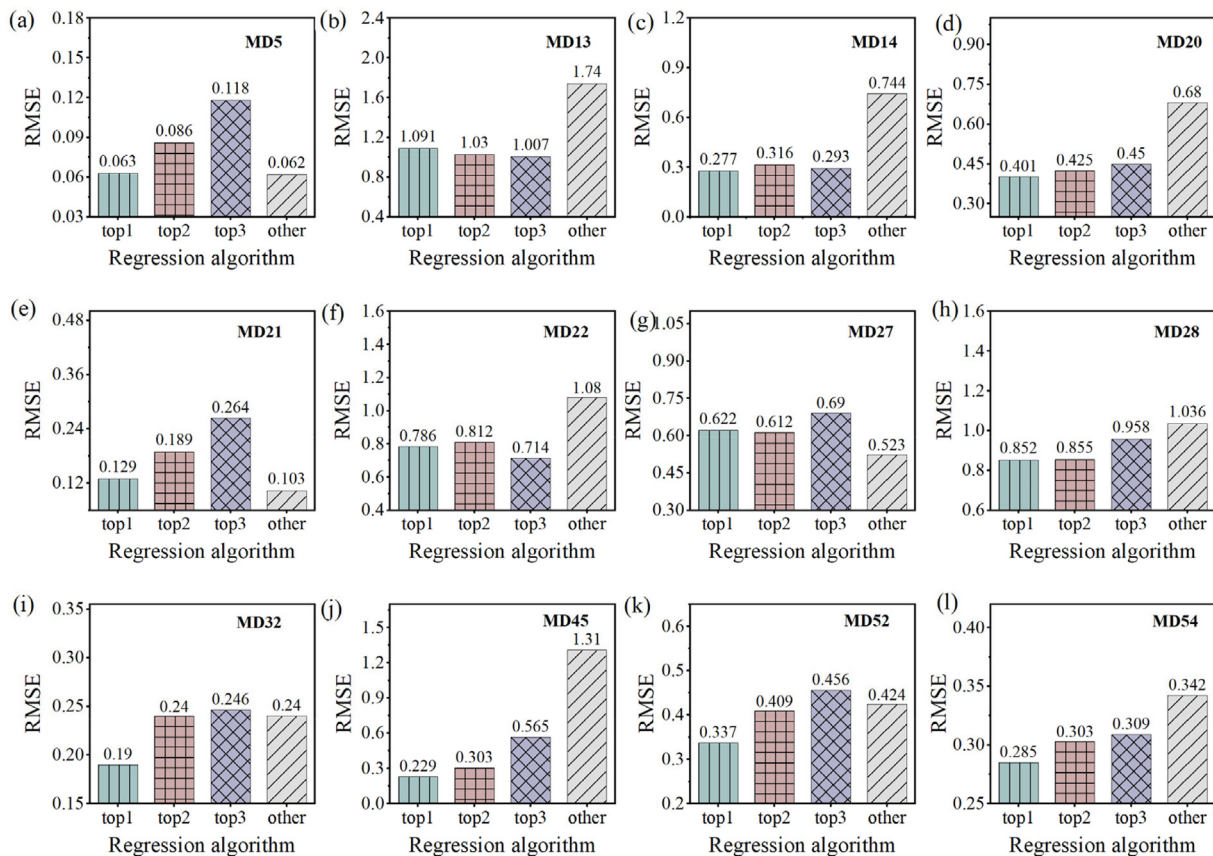 (a)
0.18
0.15
0.12
0.09
0.06
0.03
RMSE
MD5
0.063
0.086
0.118
0.062
top1 top2 top3 other
Regression algorithm
(b)
2.4
2.0
1.6
1.2
0.8
0.4
RMSE
MD13
1.091
1.03
1.007
1.74
top1 top2 top3 other
Regression algorithm
(c)
1.2
0.9
0.6
0.3
0.0
RMSE
MD14
0.277
0.316
0.293
0.744
top1 top2 top3 other
Regression algorithm
(d)
0.90
0.75
0.60
0.45
0.30
RMSE
MD20
0.401
0.425
0.45
0.68
top1 top2 top3 other
Regression algorithm
(e)
0.48
0.36
0.24
0.12
RMSE
MD21
0.129
0.189
0.264
0.103
top1 top2 top3 other
Regression algorithm
(f)
1.6
1.4
1.2
1.0
0.8
0.6
0.4
RMSE
MD22
0.786
0.812
0.714
1.08
top1 top2 top3 other
Regression algorithm
(g)
1.05
0.90
0.75
0.60
0.45
0.30
RMSE
MD27
0.622
0.612
0.69
0.523
top1 top2 top3 other
Regression algorithm
(h)
1.6
1.4
1.2
1.0
0.8
0.6
RMSE
MD28
0.852
0.855
0.958
1.036
top1 top2 top3 other
Regression algorithm
(i)
0.35
0.30
0.25
0.20
0.15
RMSE
MD32
0.19
0.24
0.246
0.24
top1 top2 top3 other
Regression algorithm
(j)
1.5
1.2
0.9
0.6
0.3
0.0
RMSE
MD45
0.229
0.303
0.565
1.31
top1 top2 top3 other
Regression algorithm
(k)
0.6
0.5
0.4
0.3
0.2
RMSE
MD52
0.337
0.409
0.456
0.424
top1 top2 top3 other
Regression algorithm
(l)
0.40
0.35
0.30
0.25
RMSE
MD54
0.285
0.303
0.309
0.342
top1 top2 top3 other
Regression algorithm